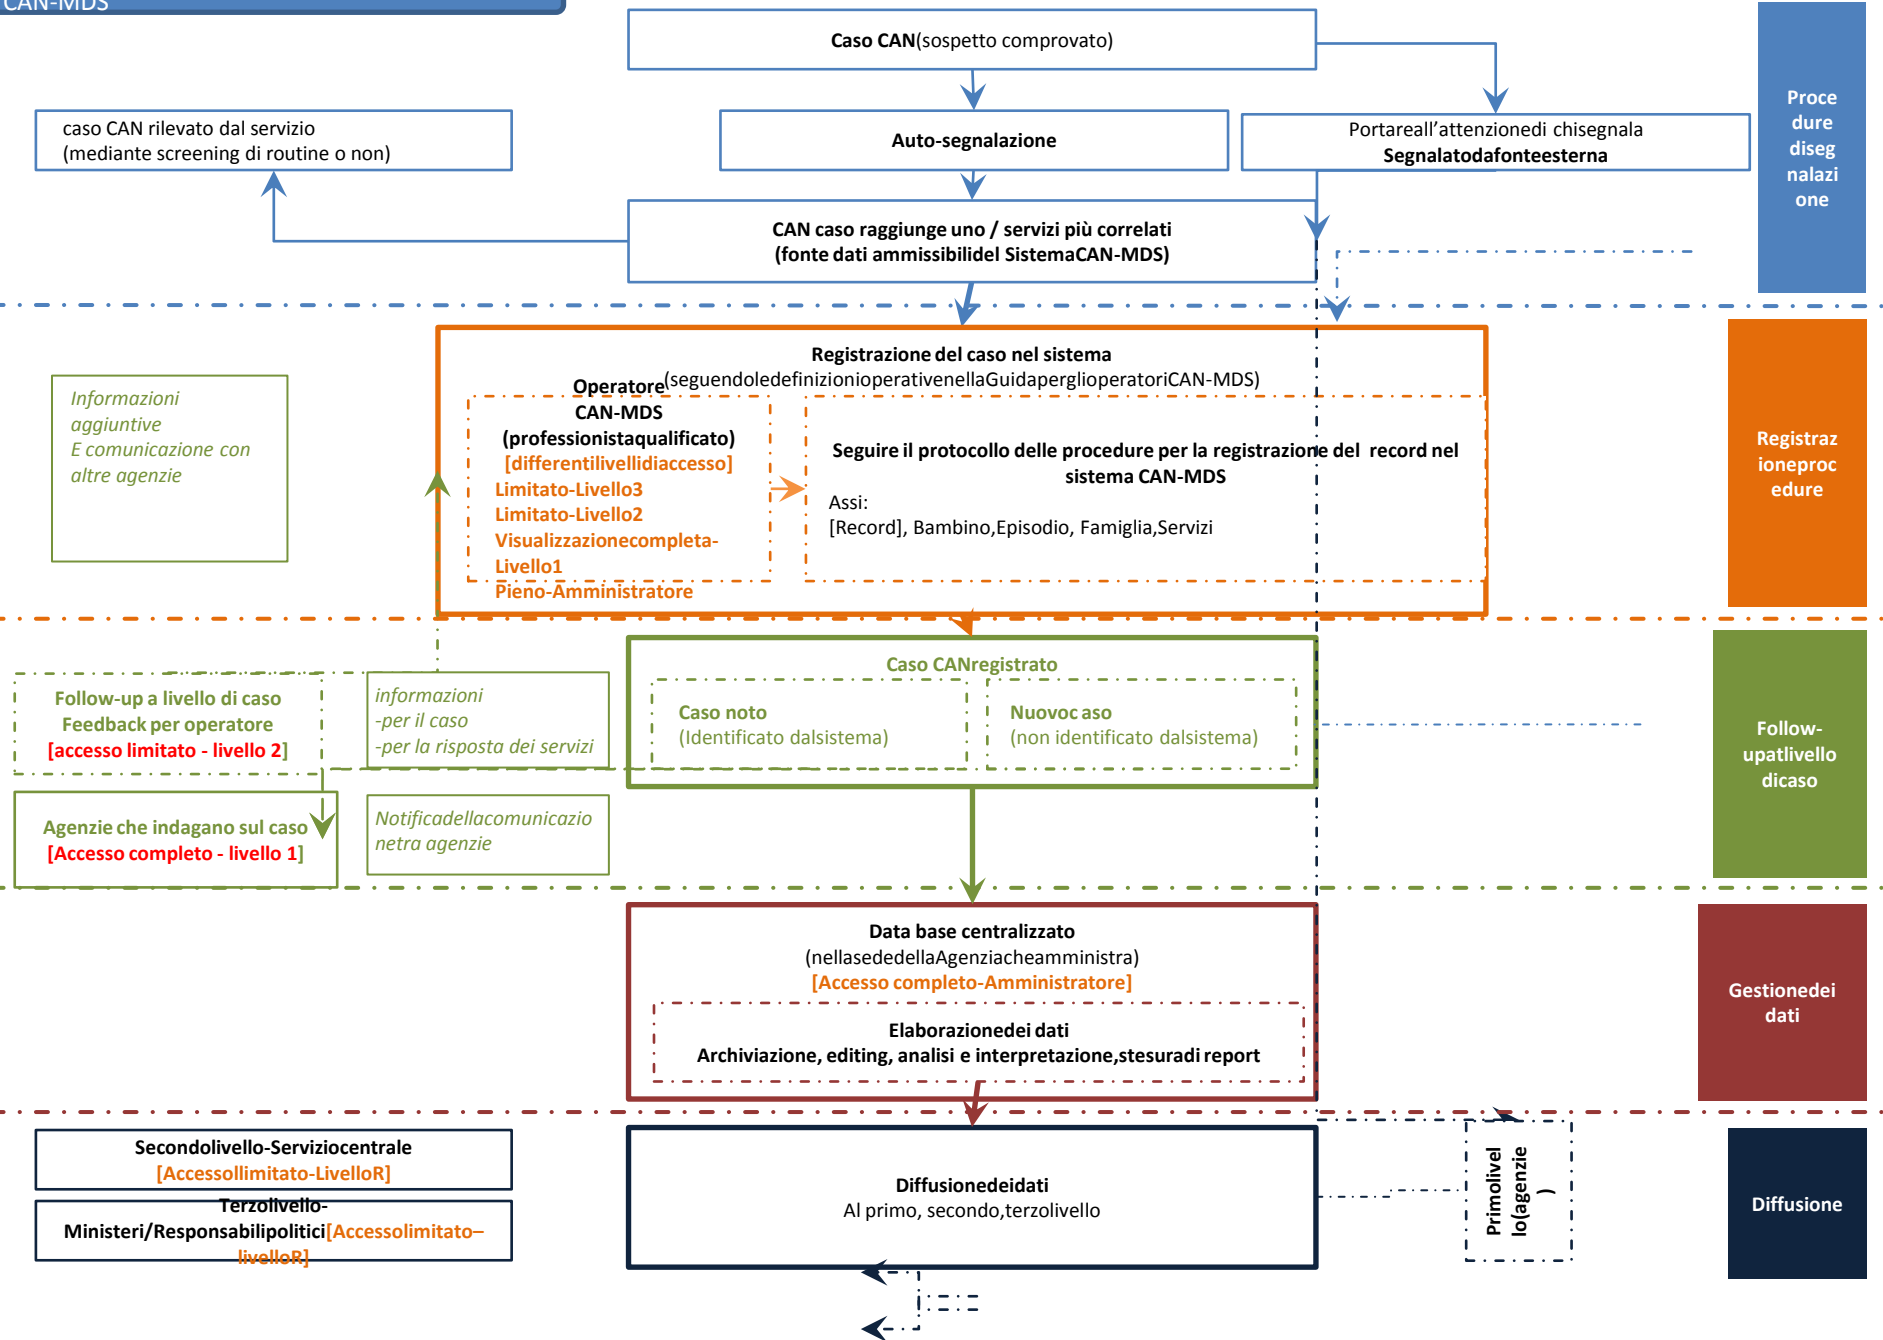 CAN-MDS
Caso CAN(sospetto comprovato)
caso CAN rilevato dal servizio
(mediante screening di routine o non)
Auto-segnalazione
Portareall'attenzionedi chisegnala
Segnalatodafonteesterna
Proce
dure
diseg
nalazi
one
CAN caso raggiunge uno / servizi più correlati
(fonte dati ammissibilidel SistemaCAN-MDS)
Registrazione del caso nel sistema
(seguendoledefinizionioperativenellaGuidapergliοperatoriCAN-MDS)
Informazioni
aggiuntive
E comunicazione con
altre agenzie
Operatore
CAN-MDS
(professionistaqualificato)
[differentilivellidiaccesso]
Limitato-Livello3
Limitato-Livello2
Visualizzazionecompleta-
Livello1
Pieno-Amministratore
Seguire il protocollo delle procedure per la registrazione del record nel
sistema CAN-MDS
Assi:
[Record], Bambino,Episodio, Famiglia,Servizi
Registraz
ioneproc
edure
Caso CANregistrato
Follow-up a livello di caso
Feedback per operatore
[accesso limitato - livello 2]
informazioni
-per il caso
-per la risposta dei servizi
Caso noto
(Identificato dalsistema)
Nuovoc aso
(non identificato dalsistema)
Follow-
upatlivello
dicaso
Agenzie che indagano sul caso
[Accesso completo - livello 1]
Notificadellacomunicazio
netra agenzie
Data base centralizzato
(nellasededellaAgenziacheamministra)
[Accesso completo-Amministratore]
Elaborazionedei dati
Archiviazione, editing, analisi e interpretazione,stesuradi report
Gestionedei
dati
Secondolivello-Serviziocentrale
[Accessollimitato-LivelloR]
Terzolivello-
Ministeri/Responsabilipolitici[Accessolimitato–
livelloR]
Diffusionedeidati
Al primo, secondo,terzolivello
Primolivel
lo(agenzie
)
Diffusione